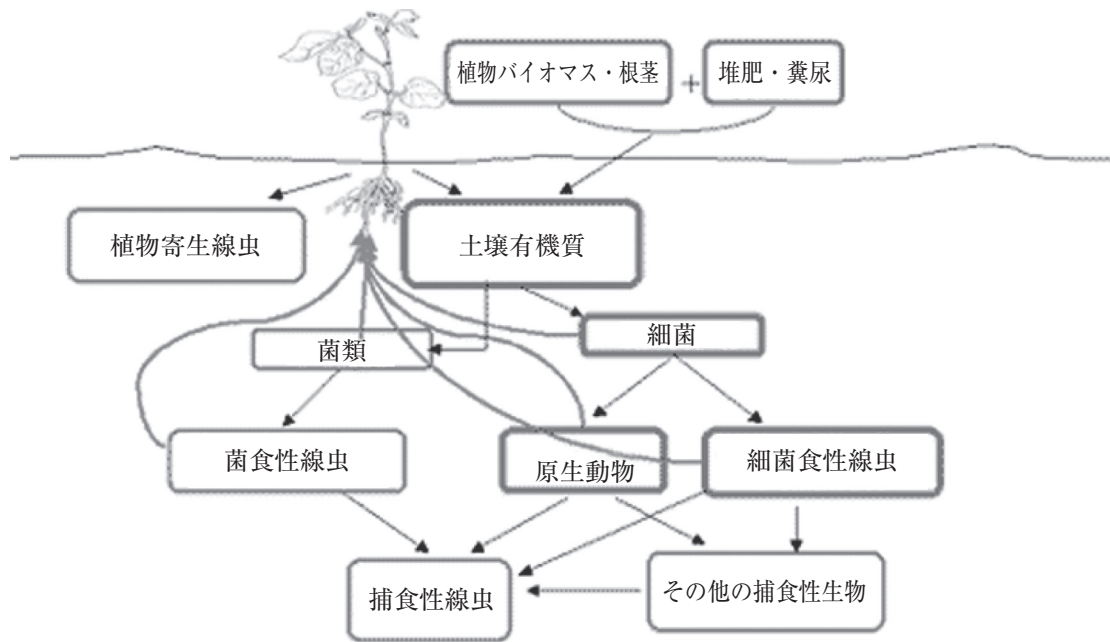 植物バイオマス・根茎
+
堆肥・糞尿
植物寄生線虫
土壌有機質
菌類
細菌
菌食性線虫
原生動物
細菌食性線虫
捕食性線虫
その他の捕食性生物